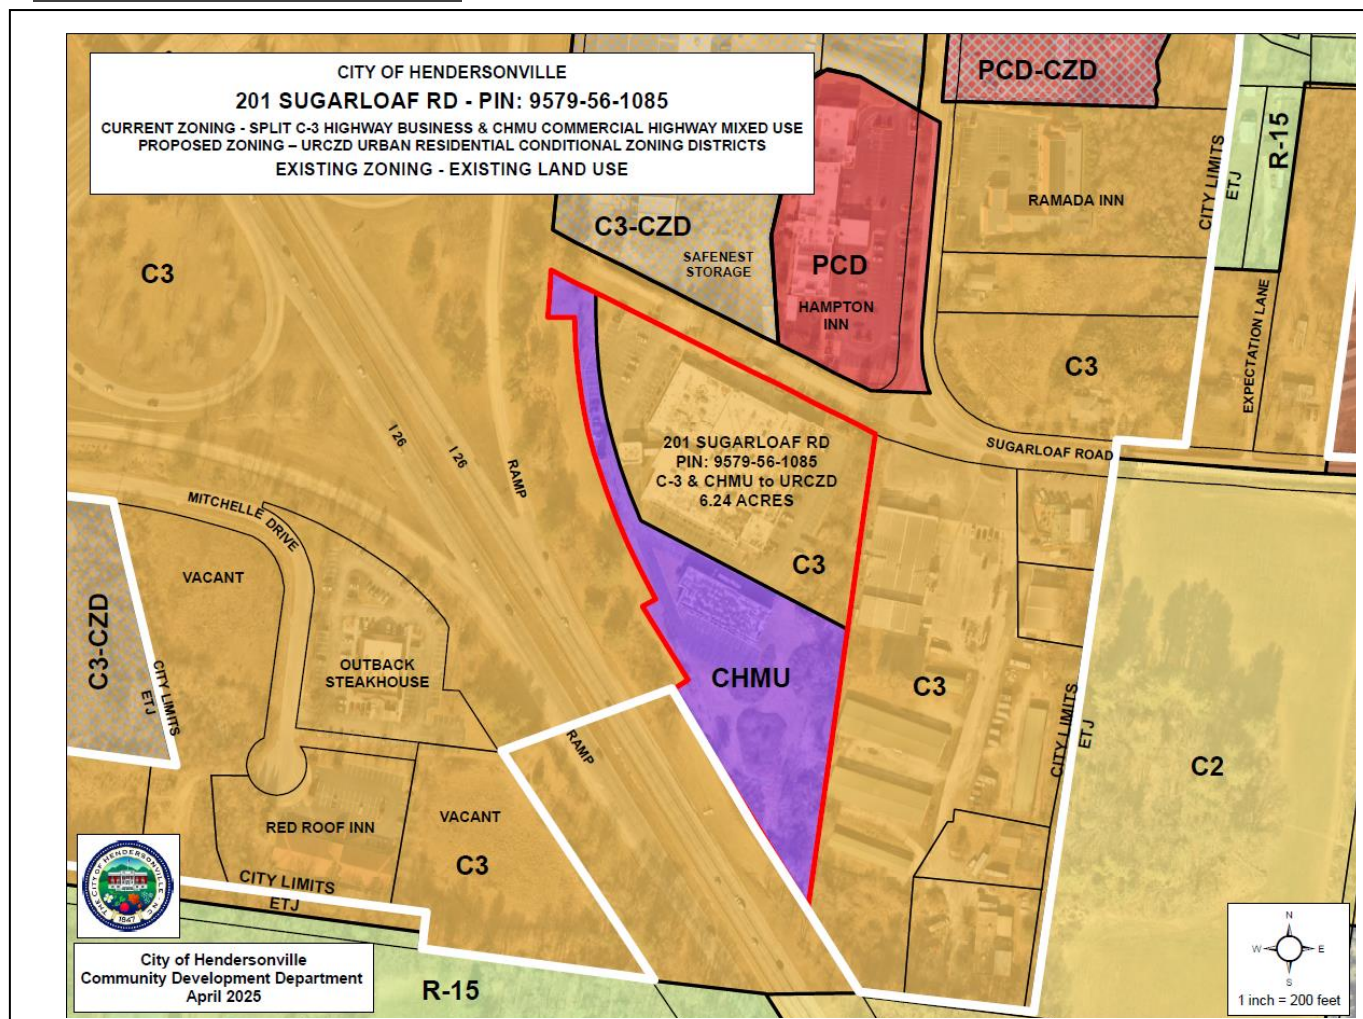 CITY OF HENDERSONVILLE
201 SUGARLOAF RD - PIN: 9579-56-1085
CURRENT ZONING - SPLIT C-3 HIGHWAY BUSINESS & CHMU COMMERCIAL HIGHWAY MIXED USE
PROPOSED ZONING – URCZD URBAN RESIDENTIAL CONDITIONAL ZONING DISTRICTS
EXISTING ZONING - EXISTING LAND USE
PCD-CZD
R-15
CITY LIMITS
ETJ
RAMADA INN
C3-CZD
SAFENEST
STORAGE
PCD
HAMPTON
INN
C3
C3
EXPECTATION LANE
SUGARLOAF ROAD
I 26
I 26
RAMP
201 SUGARLOAF RD
PIN: 9579-56-1085
C-3 & CHMU to URCZD
6.24 ACRES
C3
MITCHELLE DRIVE
VACANT
C3-CZD
CITY LIMITS
ETJ
OUTBACK
STEAKHOUSE
CHMU
C3
CITY LIMITS
ETJ
C2
RAMP
RED ROOF INN
VACANT
C3
CITY LIMITS
ETJ
R-15
THE CITY OF HENDERSONVILLE N.C.
1847
City of Hendersonville
Community Development Department
April 2025
N
W
E
S
1 inch = 200 feet